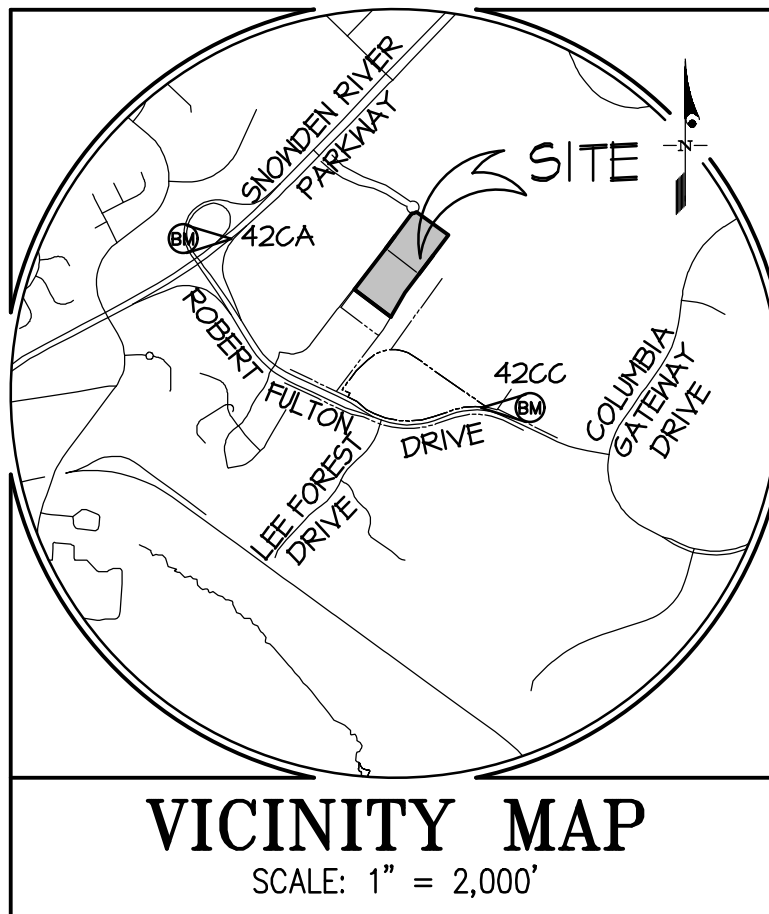 SNOWDEN RIVER
PARKWAY
SITE
N
BM
42CA
ROBERT
FULTON
DRIVE
42CC
BM
COLUMBIA
GATEWAY
DRIVE
LEE FOREST
DRIVE
VICINITY MAP
SCALE: 1" = 2,000'